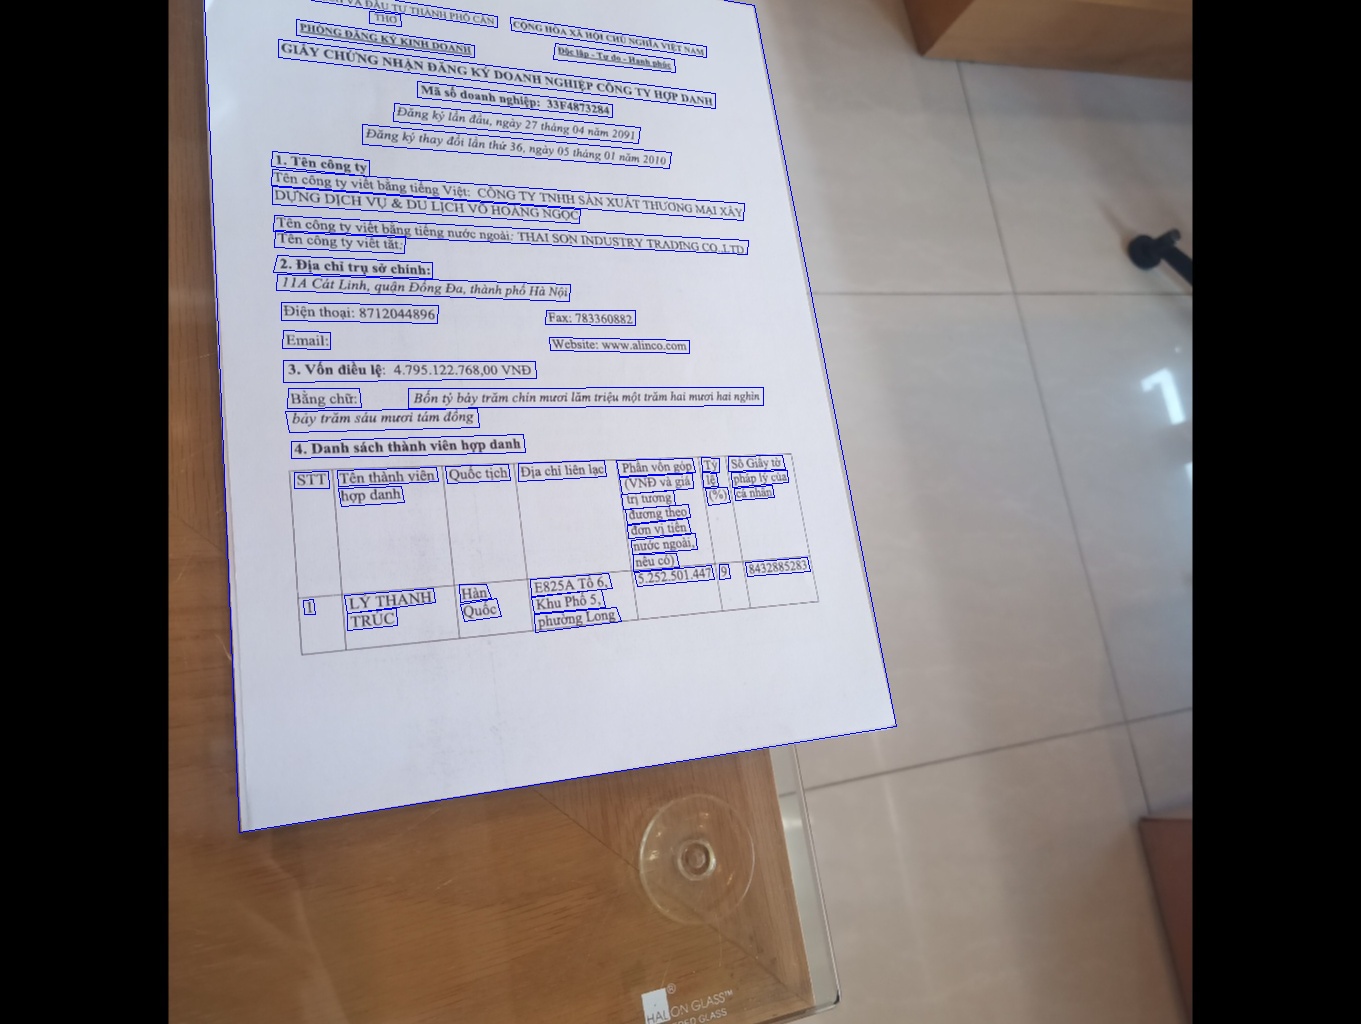 VÀ ĐẦU TƯ THÀNH PHỐ CẦN
THƠ
CỘNG HÒA XÃ HỘI CHỦ NGHĨA VIỆT NAM
PHÒNG ĐĂNG KÝ KINH DOANH
Độc lập - Tự do - Hạnh phúc
GIẤY CHỨNG NHẬN ĐĂNG KÝ DOANH NGHIỆP CÔNG TY HỢP DANH
Mã số doanh nghiệp: 33F4873284
Đăng ký lần đầu, ngày 27 tháng 04 năm 2091
Đăng ký thay đổi lần thứ 36, ngày 05 tháng 01 năm 2010
1. Tên công ty
Tên công ty viết bằng tiếng Việt: CÔNG TY TNHH SẢN XUẤT THƯƠNG MẠI XÂY
DỰNG DỊCH VỤ & DU LỊCH VÕ HOÀNG NGỌC
Tên công ty viết bằng tiếng nước ngoài: THAI SON INDUSTRY TRADING CO.,LTD
Tên công ty viết tắt:
2. Địa chỉ trụ sở chính:
11A Cát Linh, quận Đống Đa, thành phố Hà Nội
Điện thoại: 8712044896
Fax: 783360882
Email:
Website: www.alinco.com
3. Vốn điều lệ: 4.795.122.768,00 VNĐ
Bằng chữ: Bốn tỷ bảy trăm chín mươi lăm triệu một trăm hai mươi hai nghìn
bảy trăm sáu mươi tám đồng
4. Danh sách thành viên hợp danh
STT
Tên thành viên
hợp danh
Quốc tịch
Địa chỉ liên lạc
Phần vốn góp
(VNĐ và giá
trị tương
đương theo
đơn vị tiền
nước ngoài,
nếu có)
Tỷ
lệ
(%)
Số Giấy tờ
pháp lý của
cá nhân
1
LÝ THANH
TRÚC
Hàn
Quốc
E825A Tổ 6,
Khu Phố 5,
phường Long
5.252.501.447
9
8432885283
HALON GLASS™